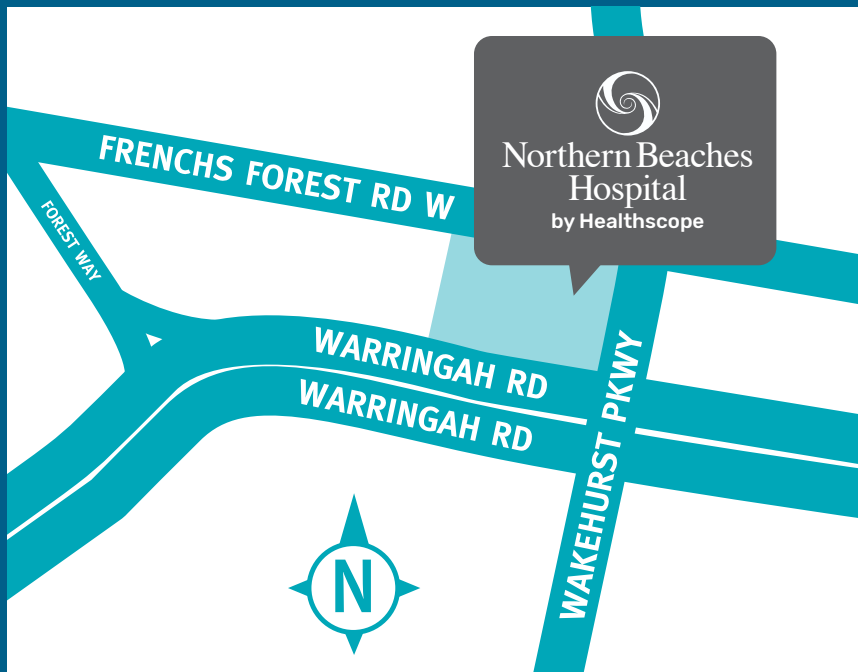 Northern Beaches
Hospital
by Healthscope
FRENCHS FOREST RD W
FOREST WAY
WARRINGAH RD
WARRINGAH RD
WAKEHURST PKWY
N